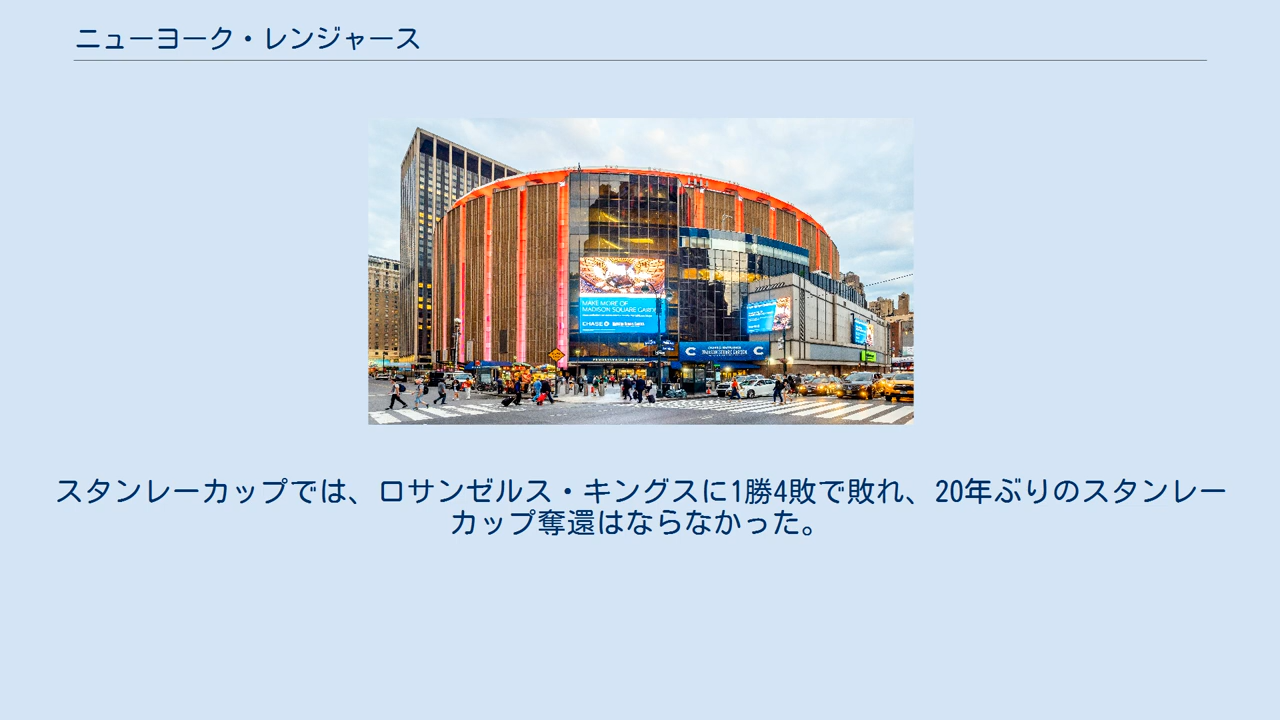 ニューヨーク・レンジャース
MAKE MORE OF
MADISON SQUARE GARDEN
CHASE
スタンレーカップでは、ロサンゼルス・キングスに1勝4敗で敗れ、20年ぶりのスタンレー
カップ奪還はならなかった。